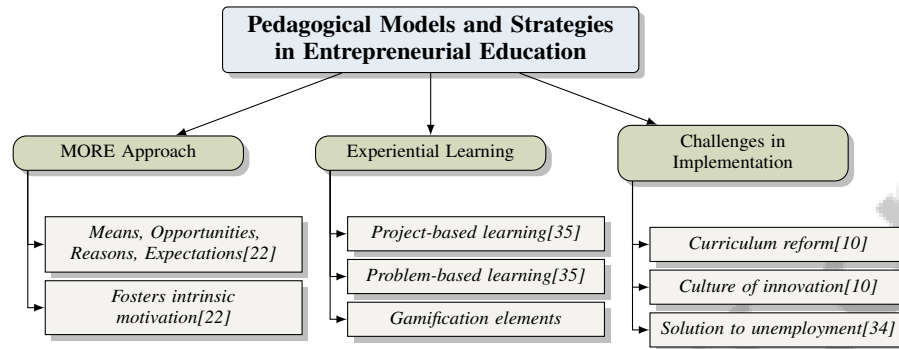 Pedagogical Models and Strategies
in Entrepreneurial Education
MORE Approach
Means, Opportunities,
Reasons, Expectations[22]
Fosters intrinsic
motivation[22]
Experiential Learning
Project-based learning[35]
Problem-based learning[35]
Gamification elements
Challenges in
Implementation
Curriculum reform[10]
Culture of innovation[10]
Solution to unemployment[34]